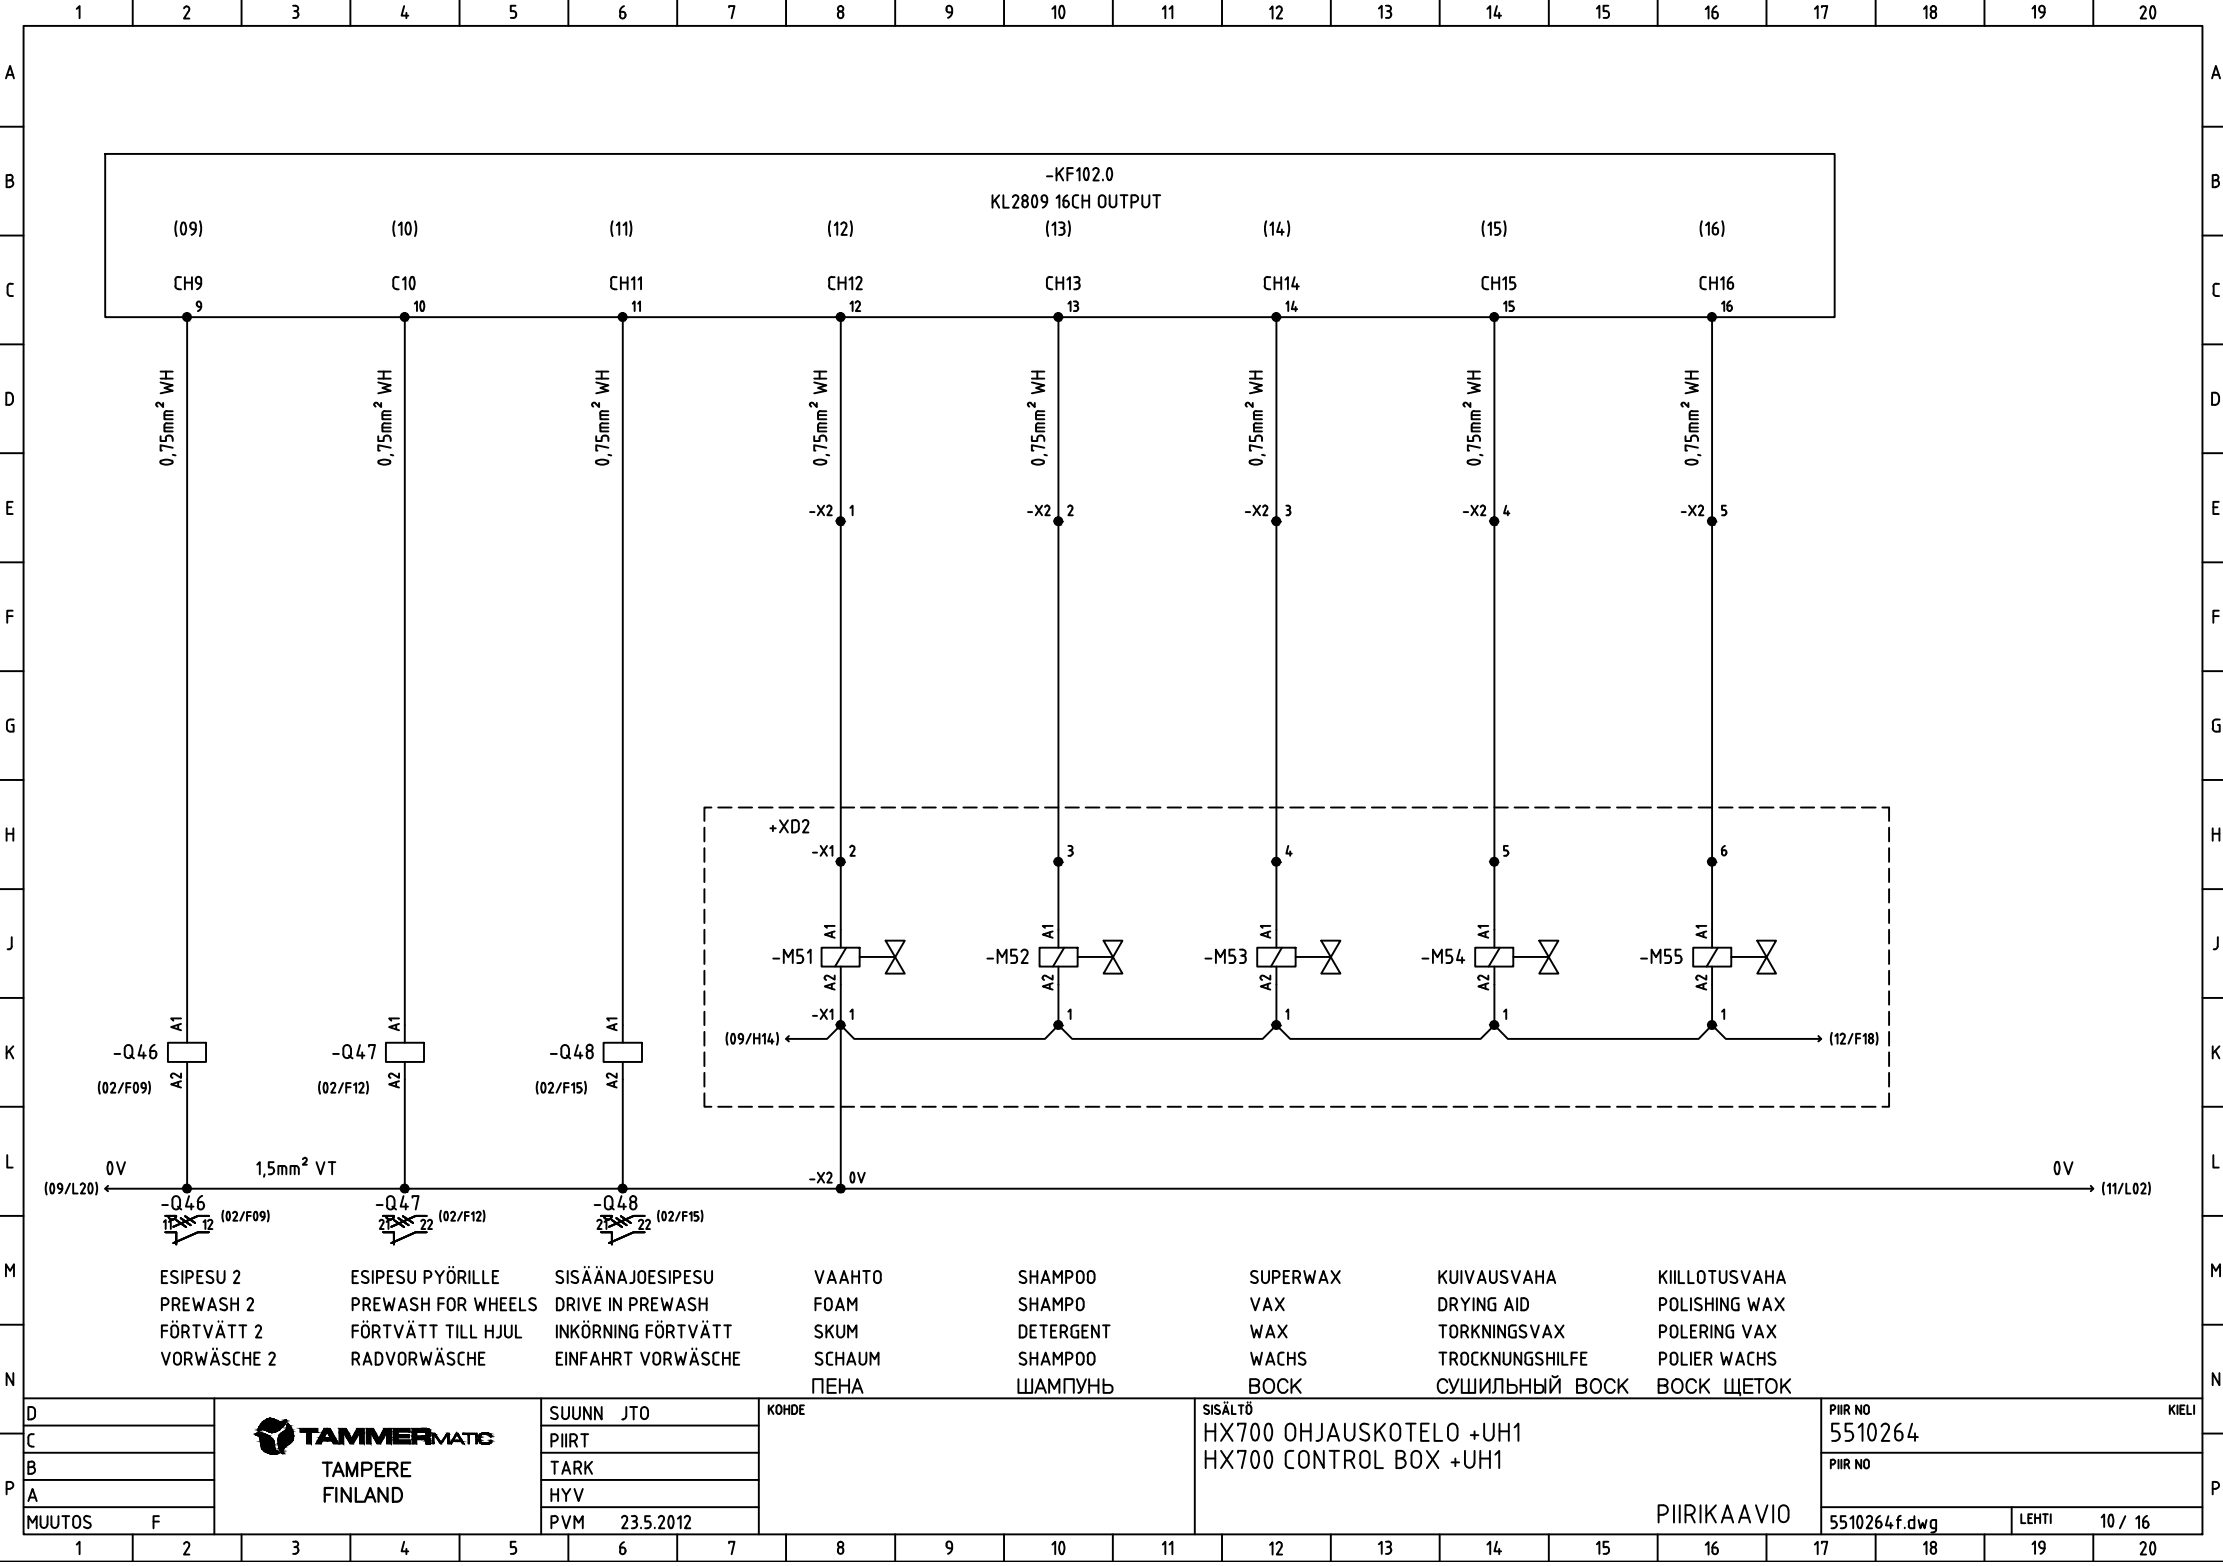 1 2 3 4 5 6 7 8 9 10 11 12 13 14 15 16 17 18 19 20
A A
B B
-KF102.0
KL2809 16CH OUTPUT
(09) (10) (11) (12) (13) (14) (15) (16)
C C
CH9 C10 CH11 CH12 CH13 CH14 CH15 CH16
9 10 11 12 13 14 15 16
D D
0,75mm² WH 0,75mm² WH 0,75mm² WH 0,75mm² WH 0,75mm² WH 0,75mm² WH 0,75mm² WH 0,75mm² WH
E E
-X2 1 -X2 2 -X2 3 -X2 4 -X2 5
F F
G G
H H
+XD2
-X1 2 3 4 5 6
J J
A1 A1 A1 A1 A1
-M51 -M52 -M53 -M54 -M55
A2 A2 A2 A2 A2
-X1 1 1 1 1 1
A1 A1 A1
(09/H14) (12/F18)
K K
-Q46 -Q47 -Q48
(02/F09) A2 (02/F12) A2 (02/F15) A2
L L
0V 1,5mm² VT 0V
-X2 0V
(09/L20) (11/L02)
-Q46 -Q47 -Q48
11 12 (02/F09) 21 22 (02/F12) 21 22 (02/F15)
M M
ESIPESU 2 ESIPESU PYÖRILLE SISÄÄNAJOESIPESU VAAHTO SHAMPOO SUPERWAX KUIVAUSVAHA KIILLOTUSVAHA
PREWASH 2 PREWASH FOR WHEELS DRIVE IN PREWASH FOAM SHAMPO VAX DRYING AID POLISHING WAX
FÖRTVÄTT 2 FÖRTVÄTT TILL HJUL INKÖRNING FÖRTVÄTT SKUM DETERGENT WAX TORKNINGSVAX POLERING VAX
VORWÄSCHE 2 RADVORWÄSCHE EINFAHRT VORWÄSCHE SCHAUM SHAMPOO WACHS TROCKNUNGSHILFE POLIER WACHS
N N
ПЕНА ШАМПУНЬ ВОСК СУШИЛЬНЫЙ ВОСК ВОСК ЩЕТОК
D
C
B
A
MUUTOS F
TAMMERMATIC
TAMPERE
FINLAND
SUUNN JTO
PIIRT
TARK
HYV
PVM 23.5.2012
KOHDE
SISÄLTÖ
HX700 OHJAUSKOTELO +UH1
HX700 CONTROL BOX +UH1
PIIRIKAAVIO
PIIR NO KIELI
5510264
PIIR NO
5510264f.dwg LEHTI 10 / 16
P P
1 2 3 4 5 6 7 8 9 10 11 12 13 14 15 16 17 18 19 20